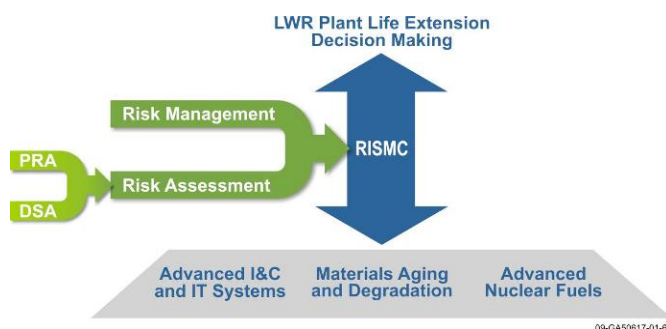 LWR Plant Life Extension
Decision Making
Risk Management
RISMC
PRA
Risk Assessment
DSA
Advanced I&C
and IT Systems
Materials Aging
and Degradation
Advanced
Nuclear Fuels